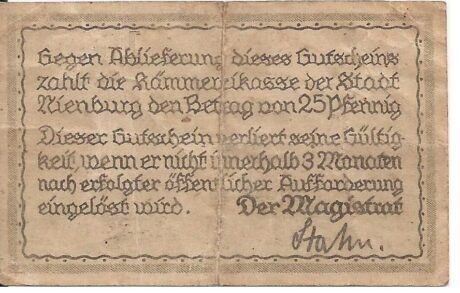 Gegen Ablieferung dieses Gutscheins
zahlt die Kämmereikasse der Stadt
Nienburg den Betrag von 25 Pfennig
Dieser Gutschein verliert seine Gültig-
keit, wenn er nicht innerhalb 3 Monaten
nach erfolgter öffentlicher Aufforderung
eingelöst wird. Der Magistrat
Stahn.